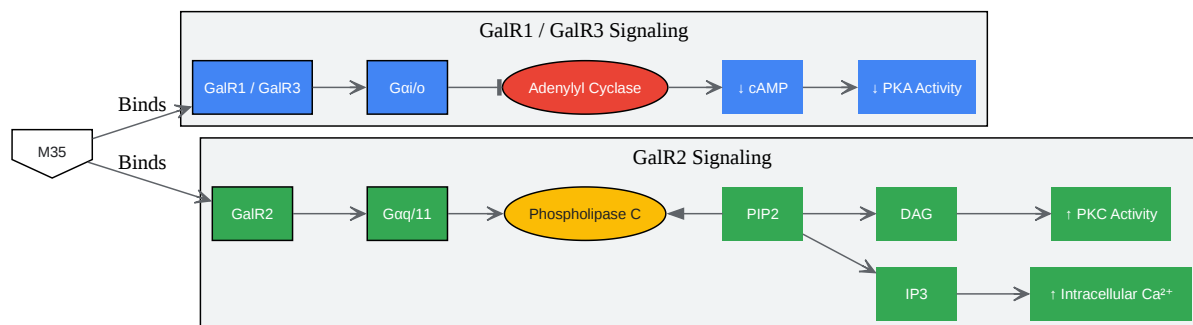 GalR1 / GalR3 Signaling
GalR1 / GalR3
Gαi/o
Adenylyl Cyclase
↓ cAMP
↓ PKA Activity
Binds
M35
Binds
GalR2 Signaling
GalR2
Gαq/11
Phospholipase C
PIP2
DAG
↑ PKC Activity
IP3
↑ Intracellular Ca²⁺